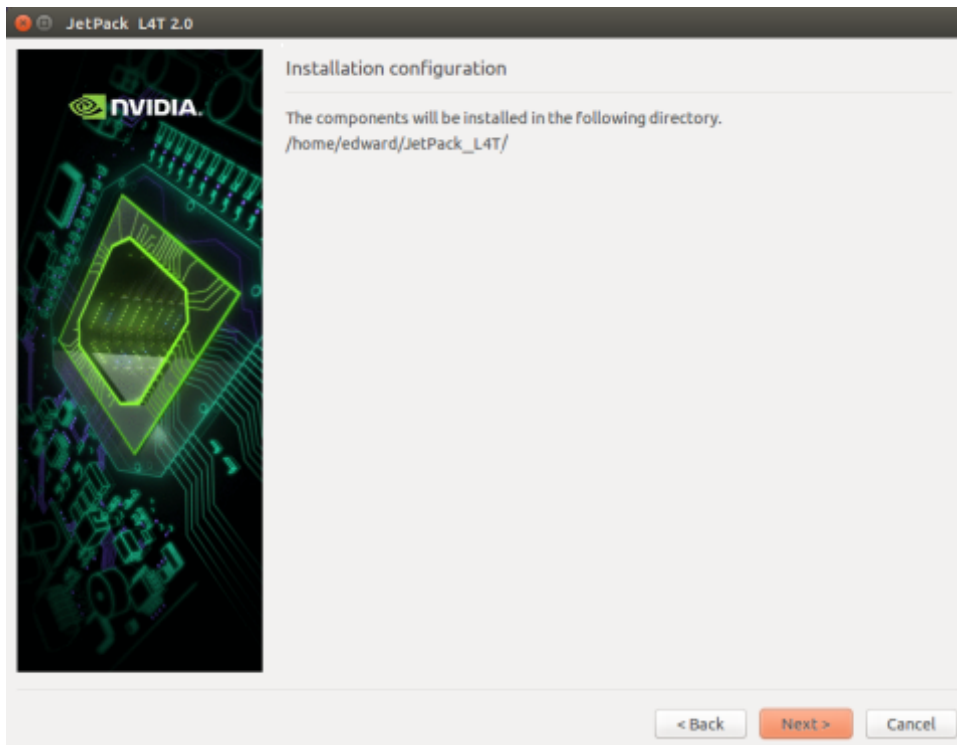 JetPack L4T 2.0
NVIDIA.
Installation configuration
The components will be installed in the following directory.
/home/edward/JetPack_L4T/
< Back
Next >
Cancel